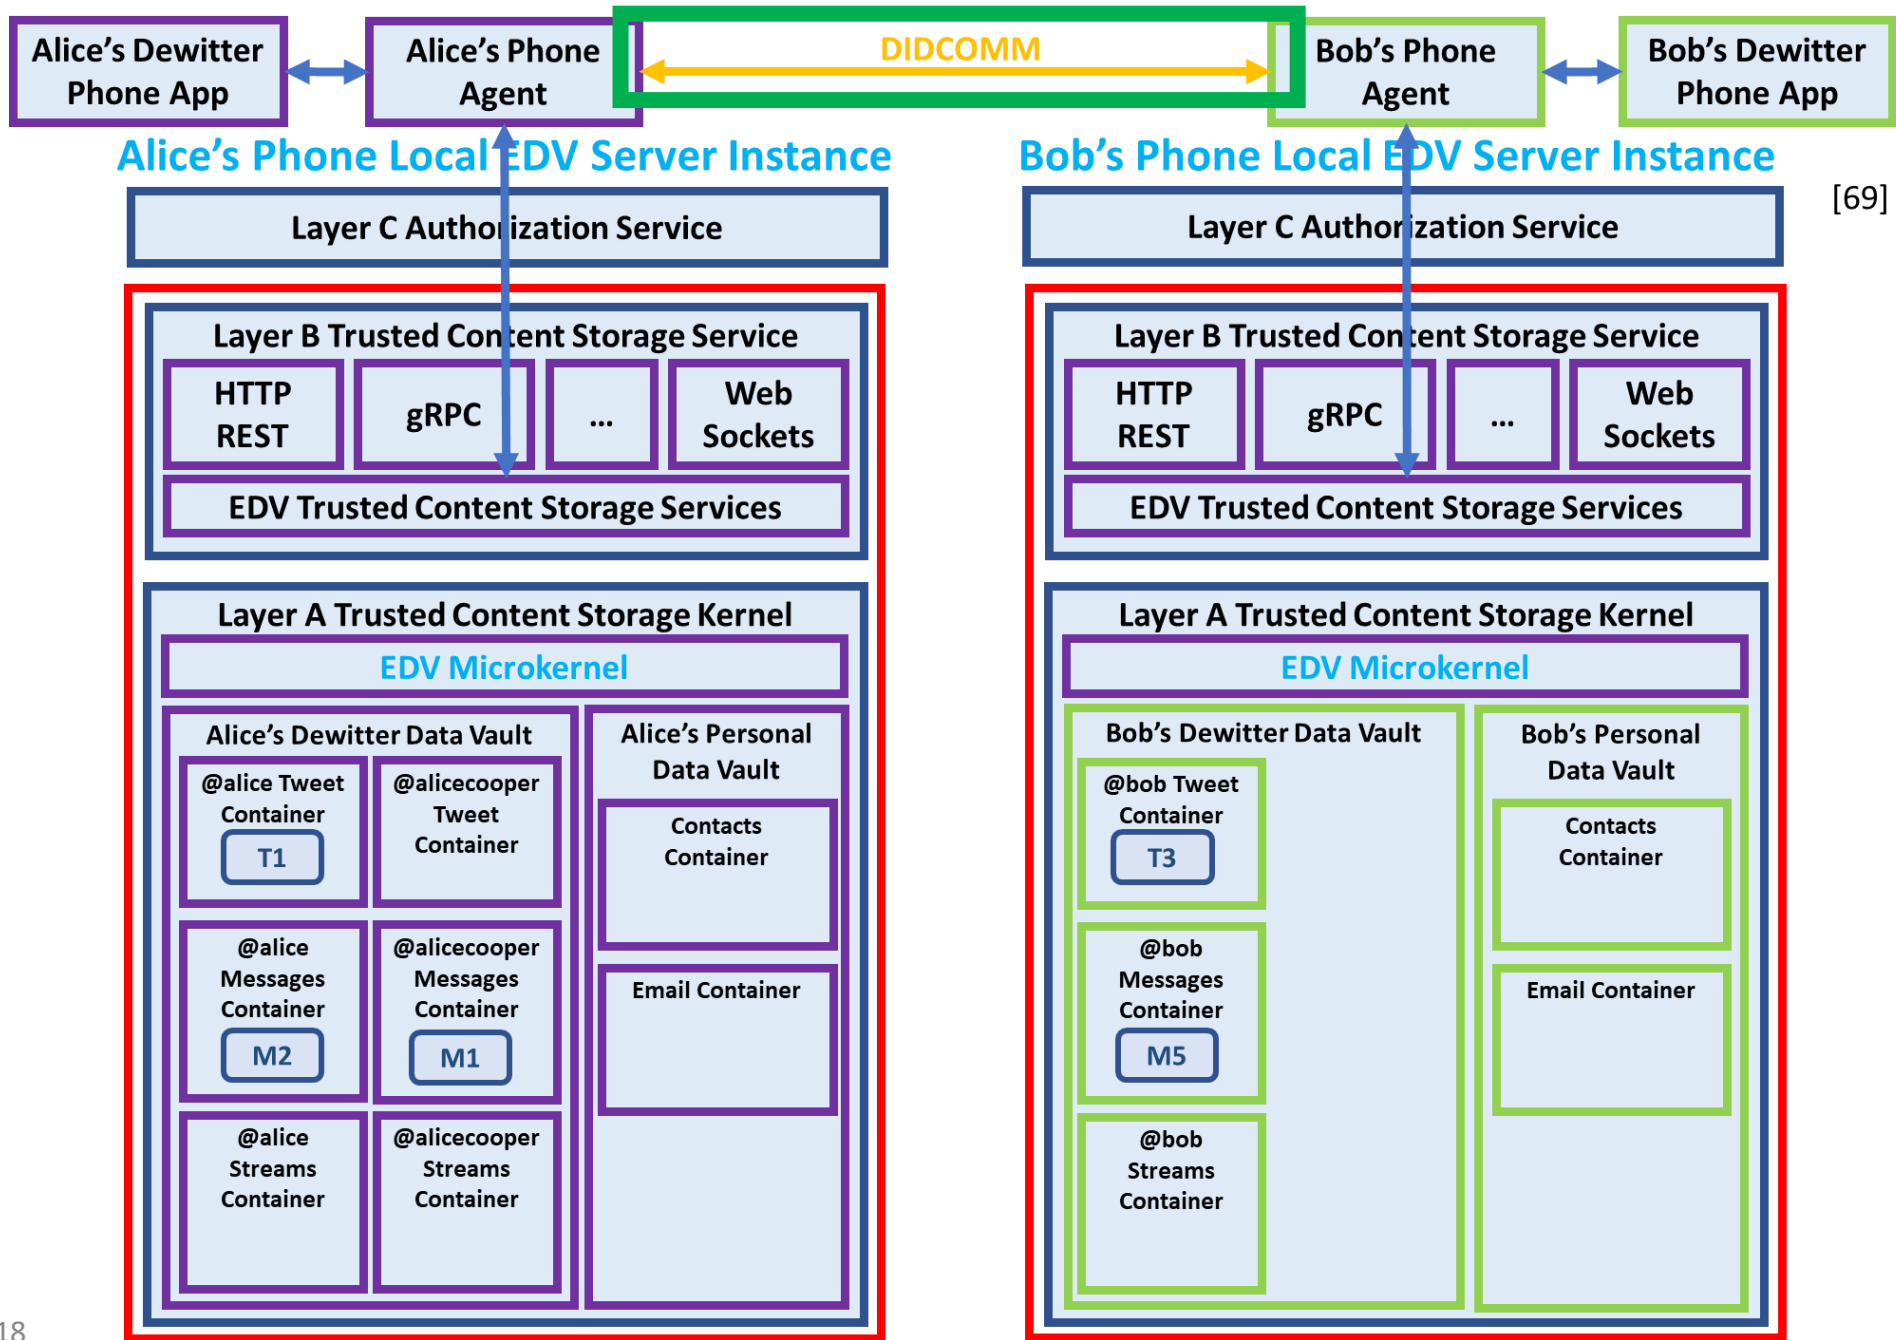 Alice's Dewitter
Phone App
Alice's Phone
Agent
DIDCOMM
Bob's Phone
Agent
Bob's Dewitter
Phone App
Alice's Phone Local EDV Server Instance
Layer C Authorization Service
Layer B Trusted Content Storage Service
HTTP
REST
gRPC
...
Web
Sockets
EDV Trusted Content Storage Services
Layer A Trusted Content Storage Kernel
EDV Microkernel
Alice's Dewitter Data Vault
@alice Tweet
Container
T1
@alicecooper
Tweet
Container
@alice
Messages
Container
M2
@alicecooper
Messages
Container
M1
@alice
Streams
Container
@alicecooper
Streams
Container
Alice's Personal
Data Vault
Contacts
Container
Email Container
Bob's Phone Local EDV Server Instance
[69]
Layer C Authorization Service
Layer B Trusted Content Storage Service
HTTP
REST
gRPC
...
Web
Sockets
EDV Trusted Content Storage Services
Layer A Trusted Content Storage Kernel
EDV Microkernel
Bob's Dewitter Data Vault
@bob Tweet
Container
T3
@bob
Messages
Container
M5
@bob
Streams
Container
Bob's Personal
Data Vault
Contacts
Container
Email Container
18